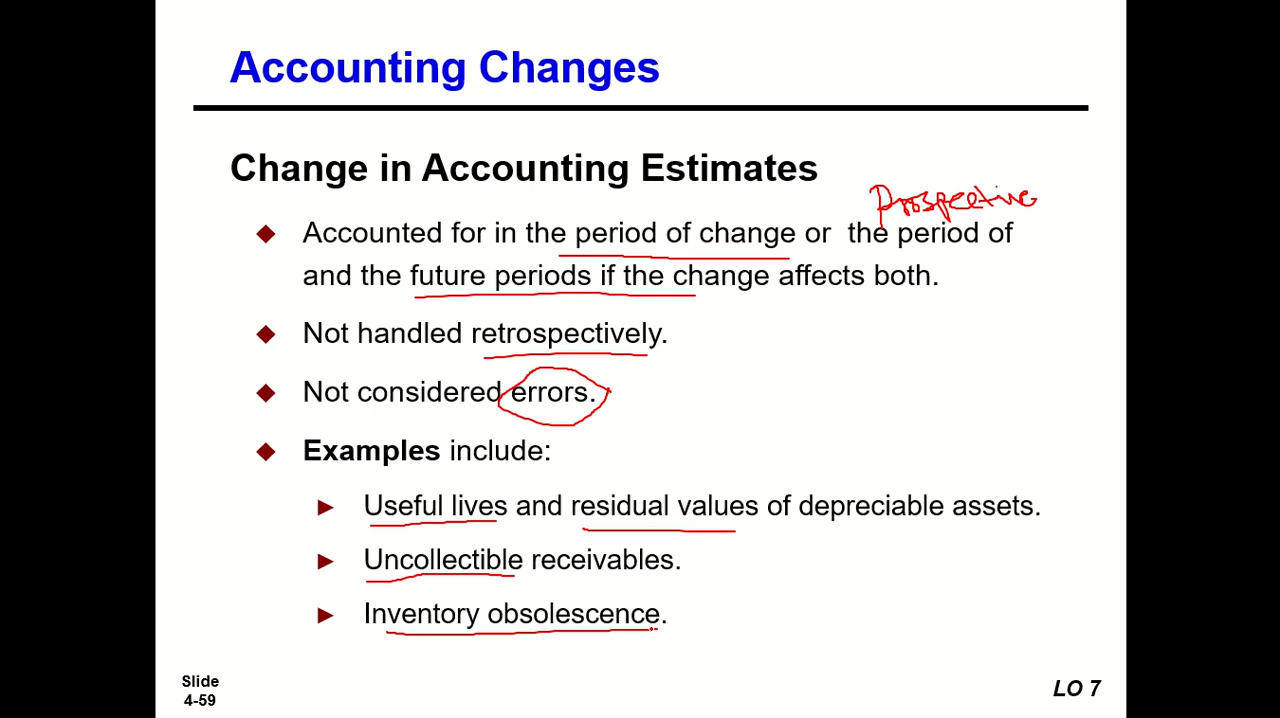 Accounting Changes
Change in Accounting Estimates
Prospective
Accounted for in the period of change or the period of
and the future periods if the change affects both.
Not handled retrospectively.
Not considered errors.
Examples include:
Useful lives and residual values of depreciable assets.
Uncollectible receivables.
Inventory obsolescence.
Slide
4-59
LO 7